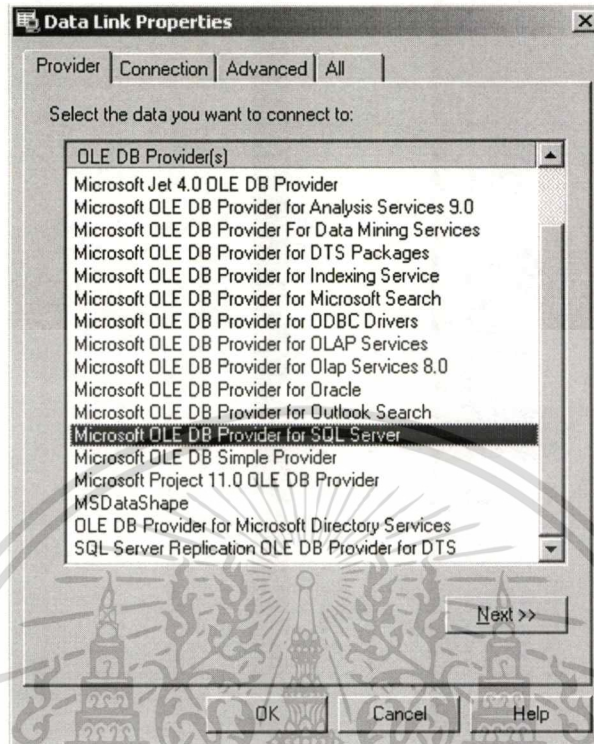 Data Link Properties
Provider
Connection
Advanced
All
Select the data you want to connect to:
OLE DB Provider(s)
Microsoft Jet 4.0 OLE DB Provider
Microsoft OLE DB Provider for Analysis Services 9.0
Microsoft OLE DB Provider For Data Mining Services
Microsoft OLE DB Provider for DTS Packages
Microsoft OLE DB Provider for Indexing Service
Microsoft OLE DB Provider for Microsoft Search
Microsoft OLE DB Provider for ODBC Drivers
Microsoft OLE DB Provider for OLAP Services
Microsoft OLE DB Provider for Olap Services 8.0
Microsoft OLE DB Provider for Oracle
Microsoft OLE DB Provider for Outlook Search
Microsoft OLE DB Provider for SQL Server
Microsoft OLE DB Simple Provider
Microsoft Project 11.0 OLE DB Provider
MSDataShape
OLE DB Provider for Microsoft Directory Services
SQL Server Replication OLE DB Provider for DTS
Next >>
OK
Cancel
Help